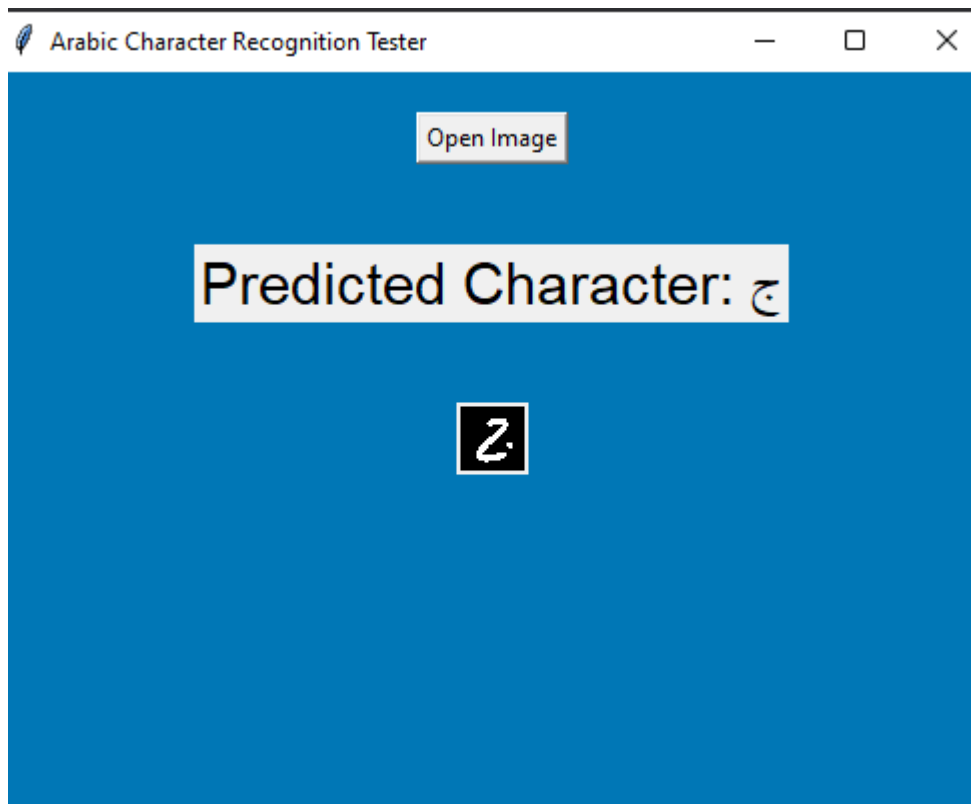 Arabic Character Recognition Tester
Open Image
Predicted Character: ج
ج